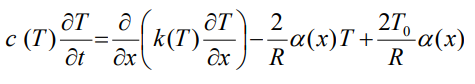 c (T) ∂T/∂t = ∂/∂x ( k(T) ∂T/∂x ) − 2/R α(x)T + 2T₀/R α(x)